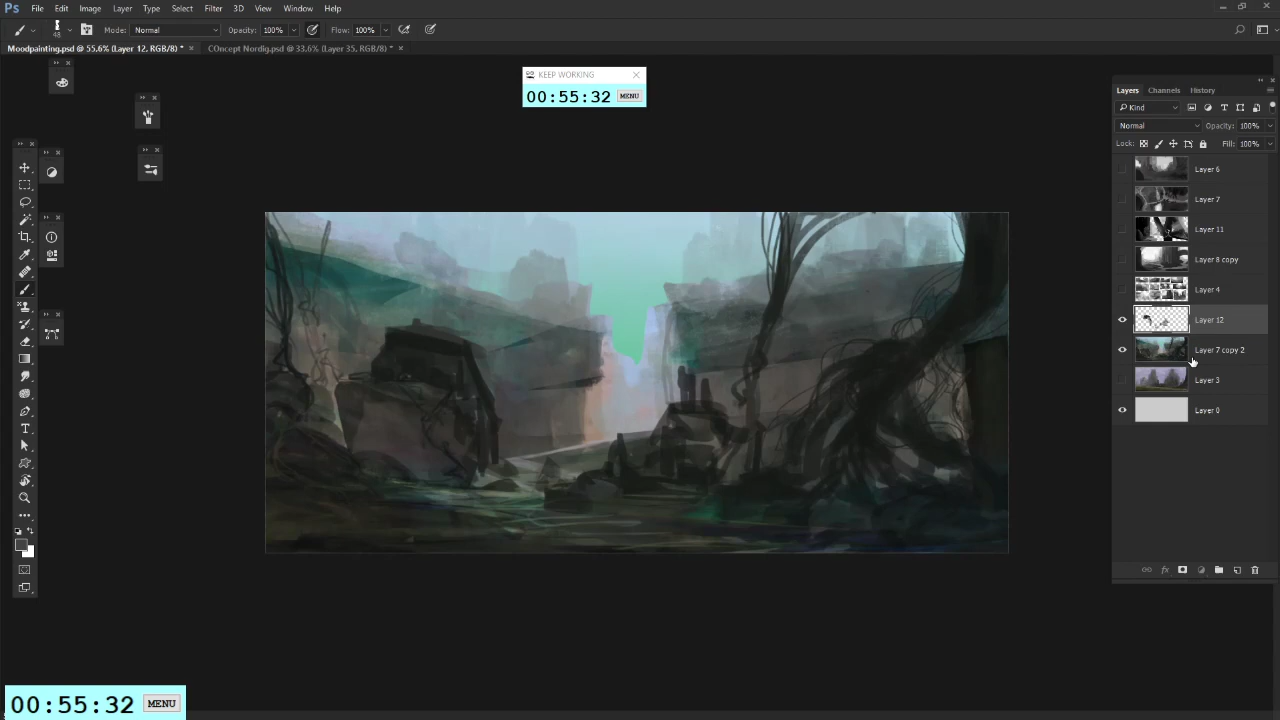 Ps File Edit Image Layer Type Select Filter 3D View Window Help
48 Mode: Normal Opacity: 100% Flow: 100%
Moodpainting.psd @ 55.6% (Layer 12, RGB/8) * × COncept Nordig.psd @ 33.6% (Layer 35, RGB/8) * ×
KEEP WORKING
00:55:32 MENU
Layers Channels History
Kind
Normal Opacity: 100%
Lock: Fill: 100%
Layer 6
Layer 7
Layer 11
Layer 8 copy
Layer 4
Layer 12
Layer 7 copy 2
Layer 3
Layer 0
fx
00:55:32 MENU